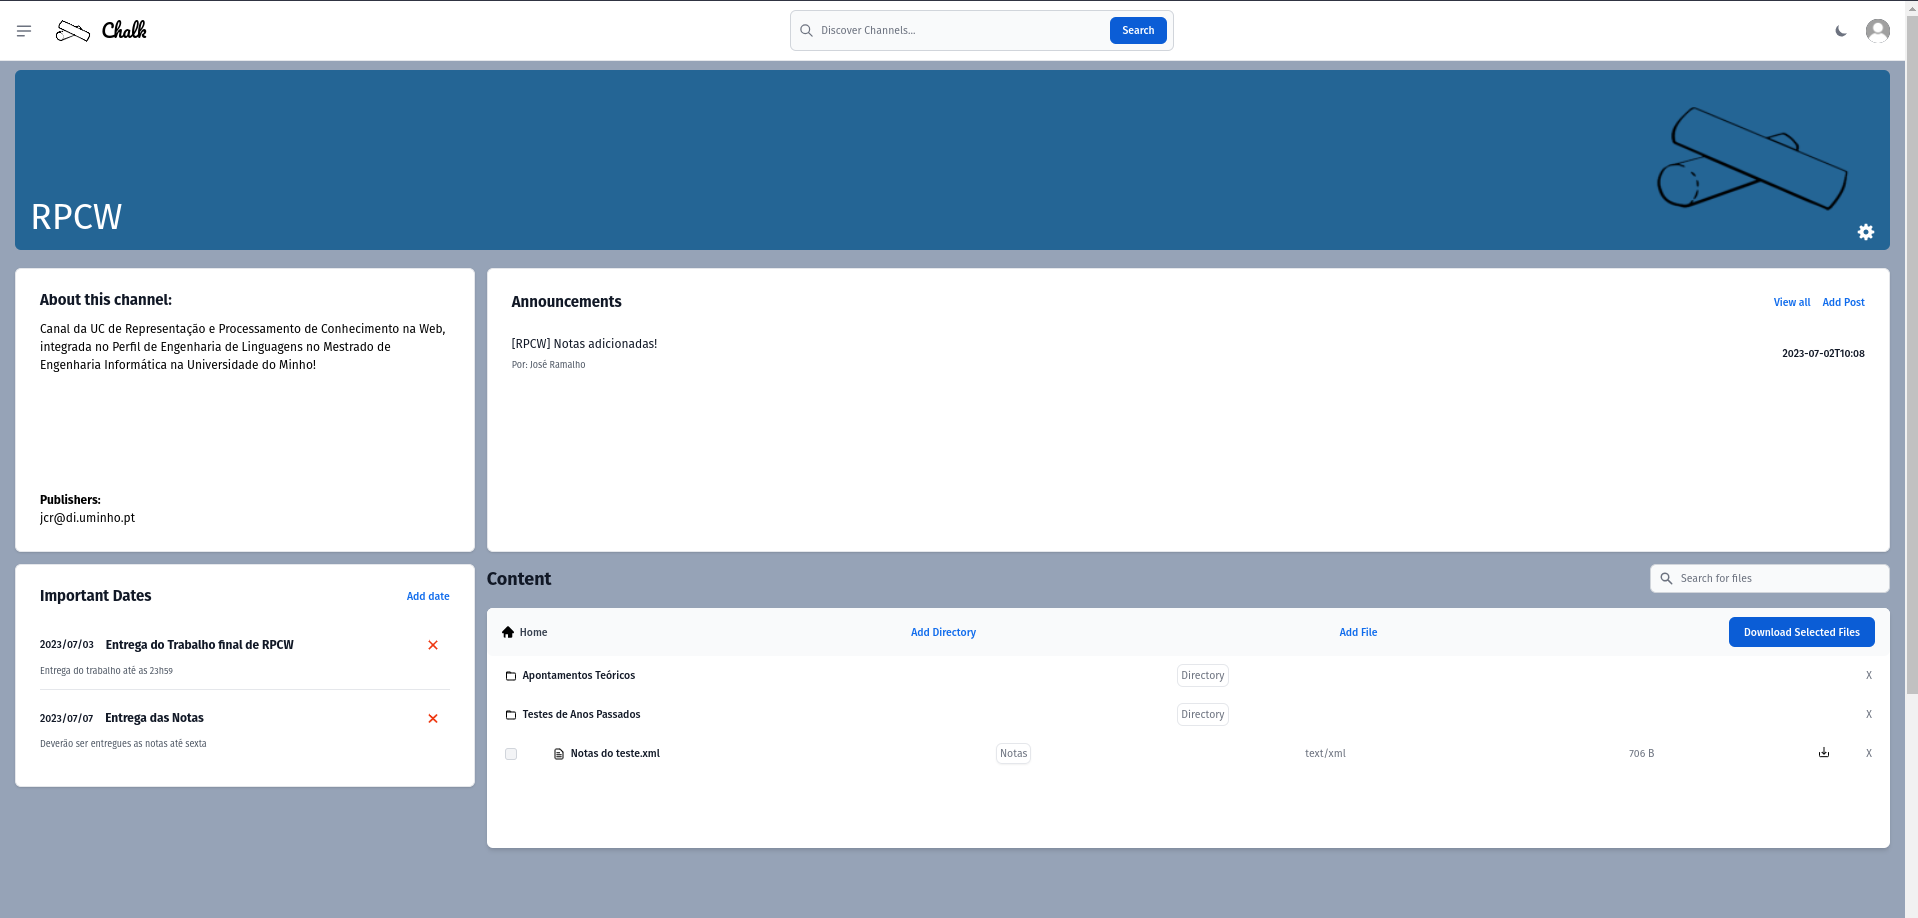 Chalk
Discover Channels...
Search
RPCW
About this channel:
Canal da UC de Representação e Processamento de Conhecimento na Web,
integrada no Perfil de Engenharia de Linguagens no Mestrado de
Engenharia Informática na Universidade do Minho!
Publishers:
jcr@di.uminho.pt
Announcements
View all Add Post
[RPCW] Notas adicionadas!
Por: José Ramalho
2023-07-02T10:08
Important Dates
Add date
2023/07/03 Entrega do Trabalho final de RPCW
Entrega do trabalho até as 23h59
2023/07/07 Entrega das Notas
Deverão ser entregues as notas até sexta
Content
Search for files
Home Add Directory Add File Download Selected Files
Apontamentos Teóricos Directory X
Testes de Anos Passados Directory X
Notas do teste.xml Notas text/xml 706 B X